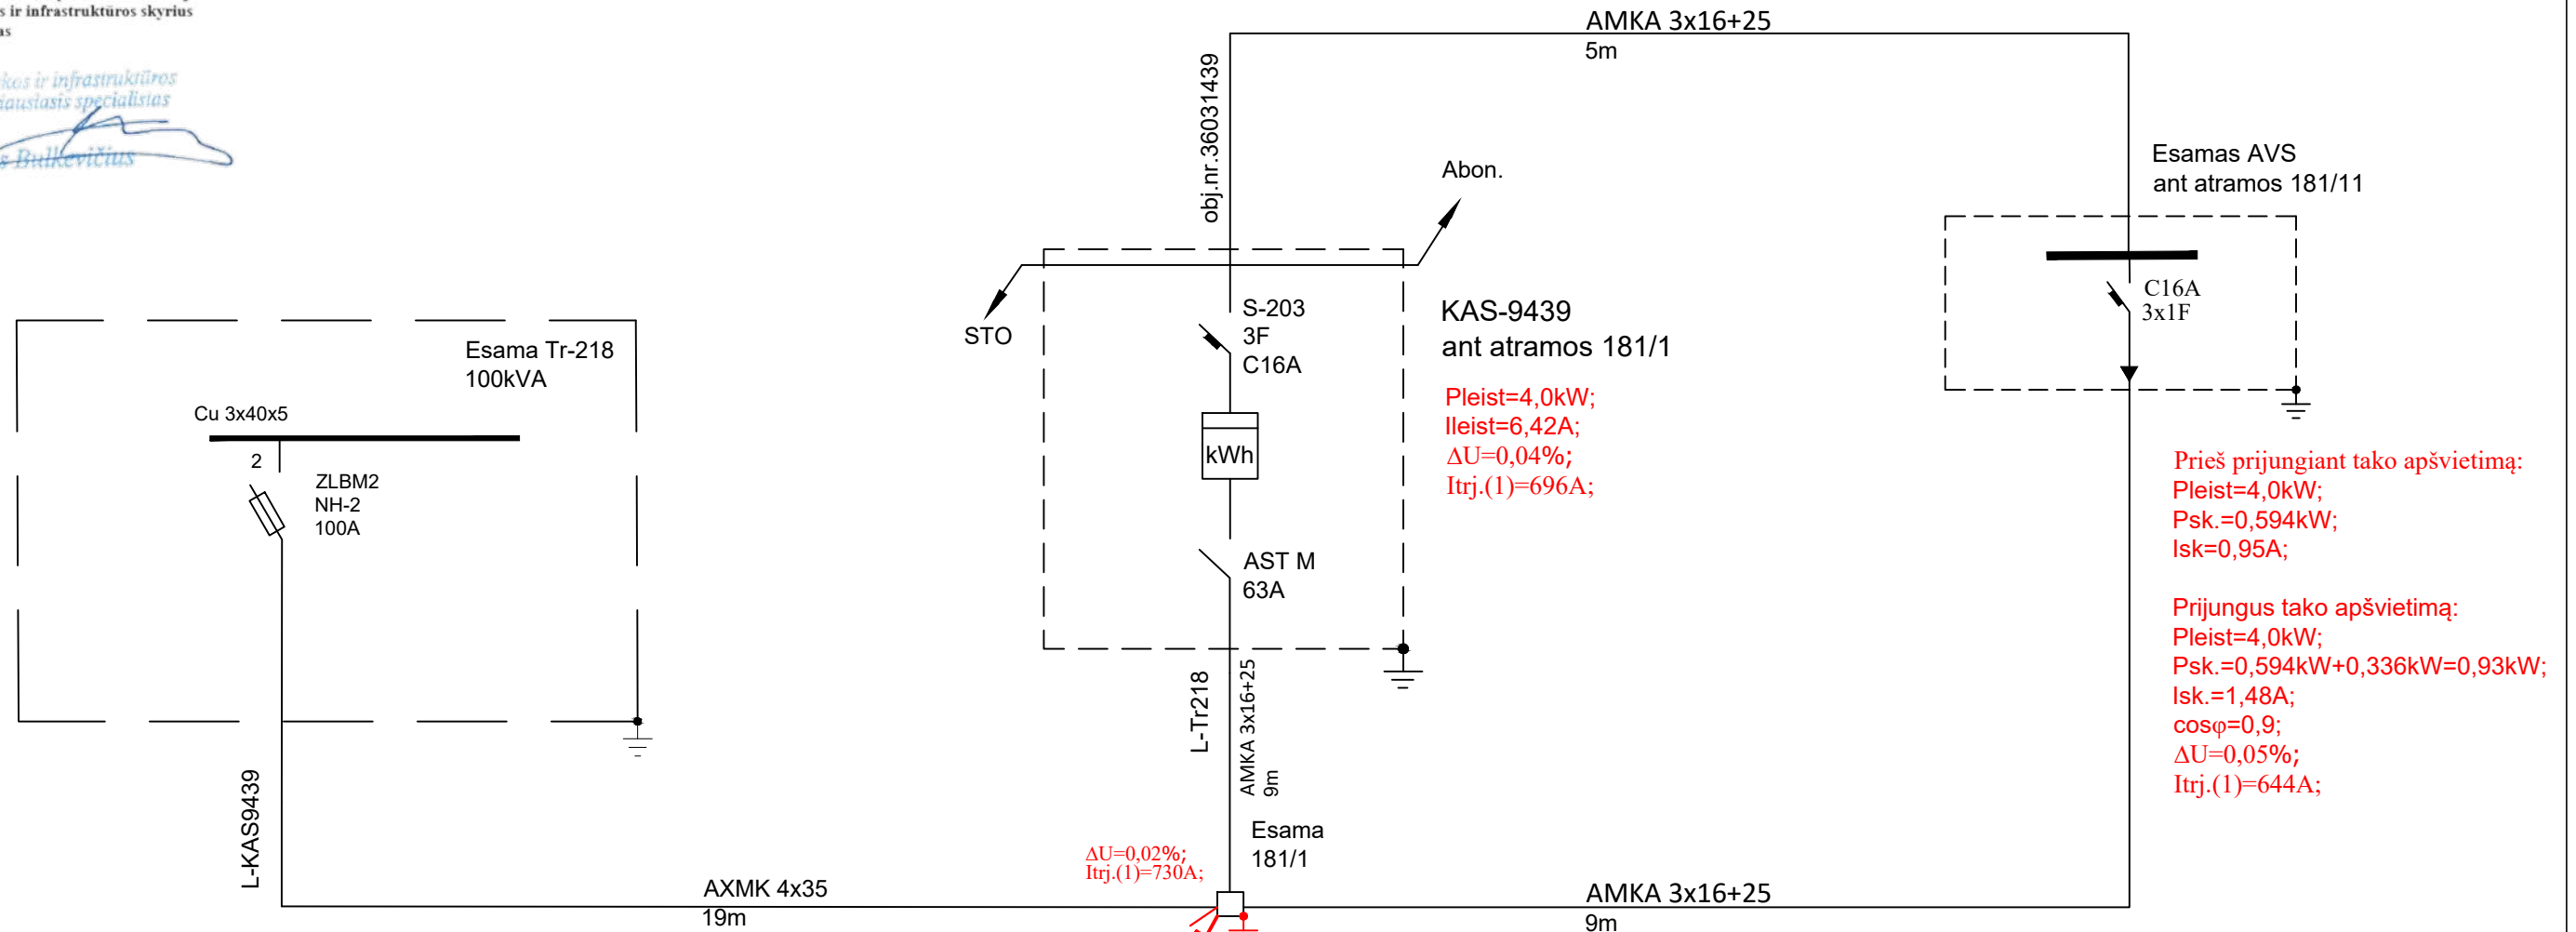 s ir infrastruktūros skyrius
as
kos ir infrastruktūros
iausiasis specialistas
s Bulkevičius
AMKA 3x16+25
5m
obj.nr.36031439
Abon.
STO
Esamas AVS
ant atramos 181/11
C16A
3x1F
S-203
3F
C16A
kWh
AST M
63A
KAS-9439
ant atramos 181/1
Pleist=4,0kW;
Ileist=6,42A;
ΔU=0,04%;
Itrj.(1)=696A;
Esama Tr-218
100kVA
Cu 3x40x5
2
ZLBM2
NH-2
100A
Prieš prijungiant tako apšvietimą:
Pleist=4,0kW;
Psk.=0,594kW;
Isk=0,95A;
Prijungus tako apšvietimą:
Pleist=4,0kW;
Psk.=0,594kW+0,336kW=0,93kW;
Isk.=1,48A;
cosφ=0,9;
ΔU=0,05%;
Itrj.(1)=644A;
L-Tr218
AMKA 3x16+25
9m
L-KAS9439
Esama
181/1
ΔU=0,02%;
Itrj.(1)=730A;
AXMK 4x35
19m
AMKA 3x16+25
9m